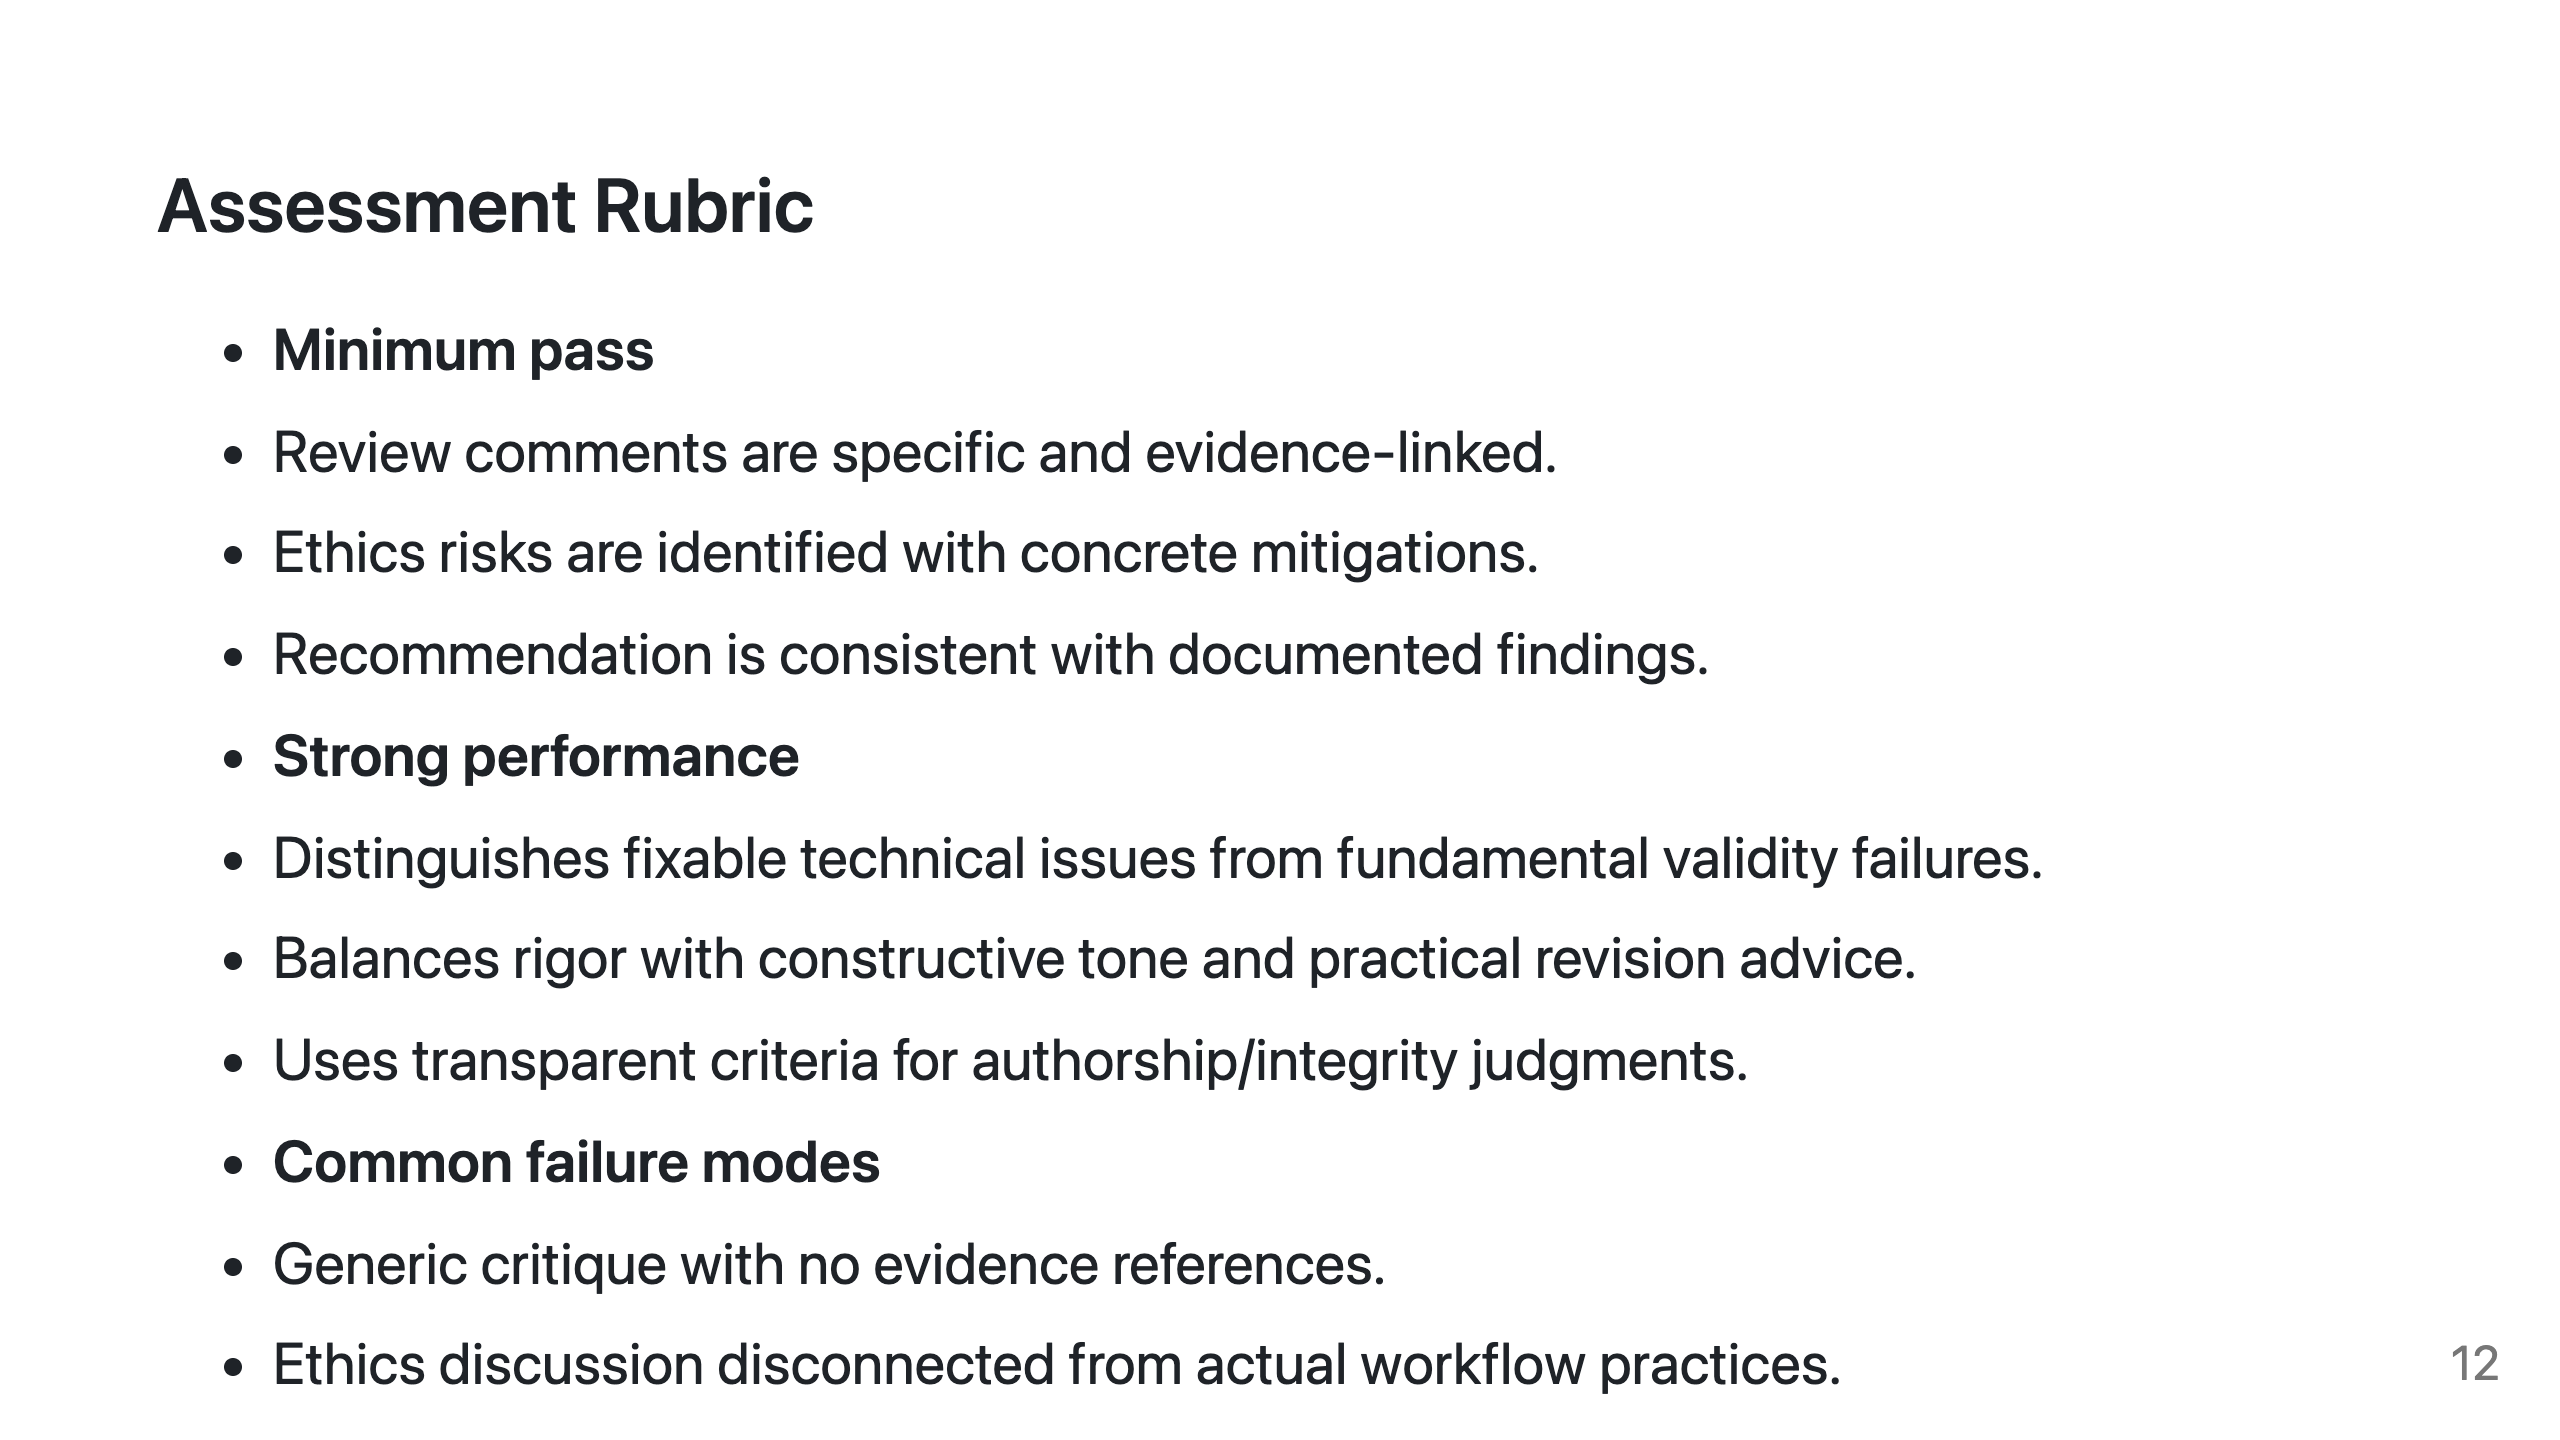 Assessment Rubric
• Minimum pass
• Review comments are specific and evidence-linked.
• Ethics risks are identified with concrete mitigations.
• Recommendation is consistent with documented findings.
• Strong performance
• Distinguishes fixable technical issues from fundamental validity failures.
• Balances rigor with constructive tone and practical revision advice.
• Uses transparent criteria for authorship/integrity judgments.
• Common failure modes
• Generic critique with no evidence references.
• Ethics discussion disconnected from actual workflow practices.
12